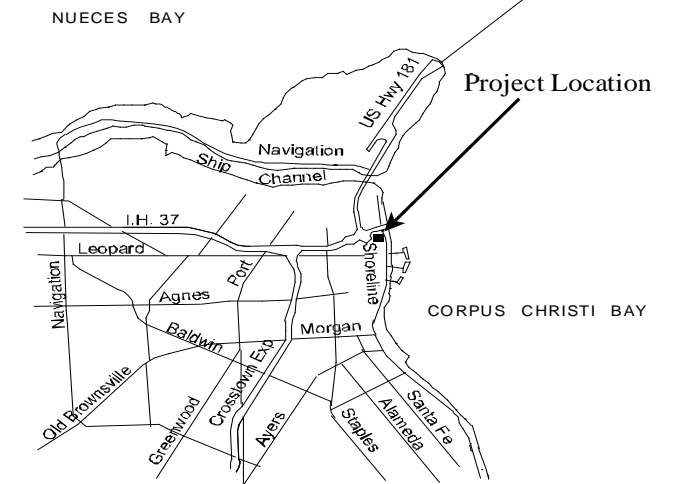 NUECES BAY
US Hwy 181
Project Location
Navigation
Ship
Channel
I.H. 37
Leopard
Port
Shoreline
Navigation
Agnes
CORPUS CHRISTI BAY
Baldwin
Morgan
Old Brownsville
Greenwood
Crosstown Exp
Ayers
Staples
Alameda
Santa Fe